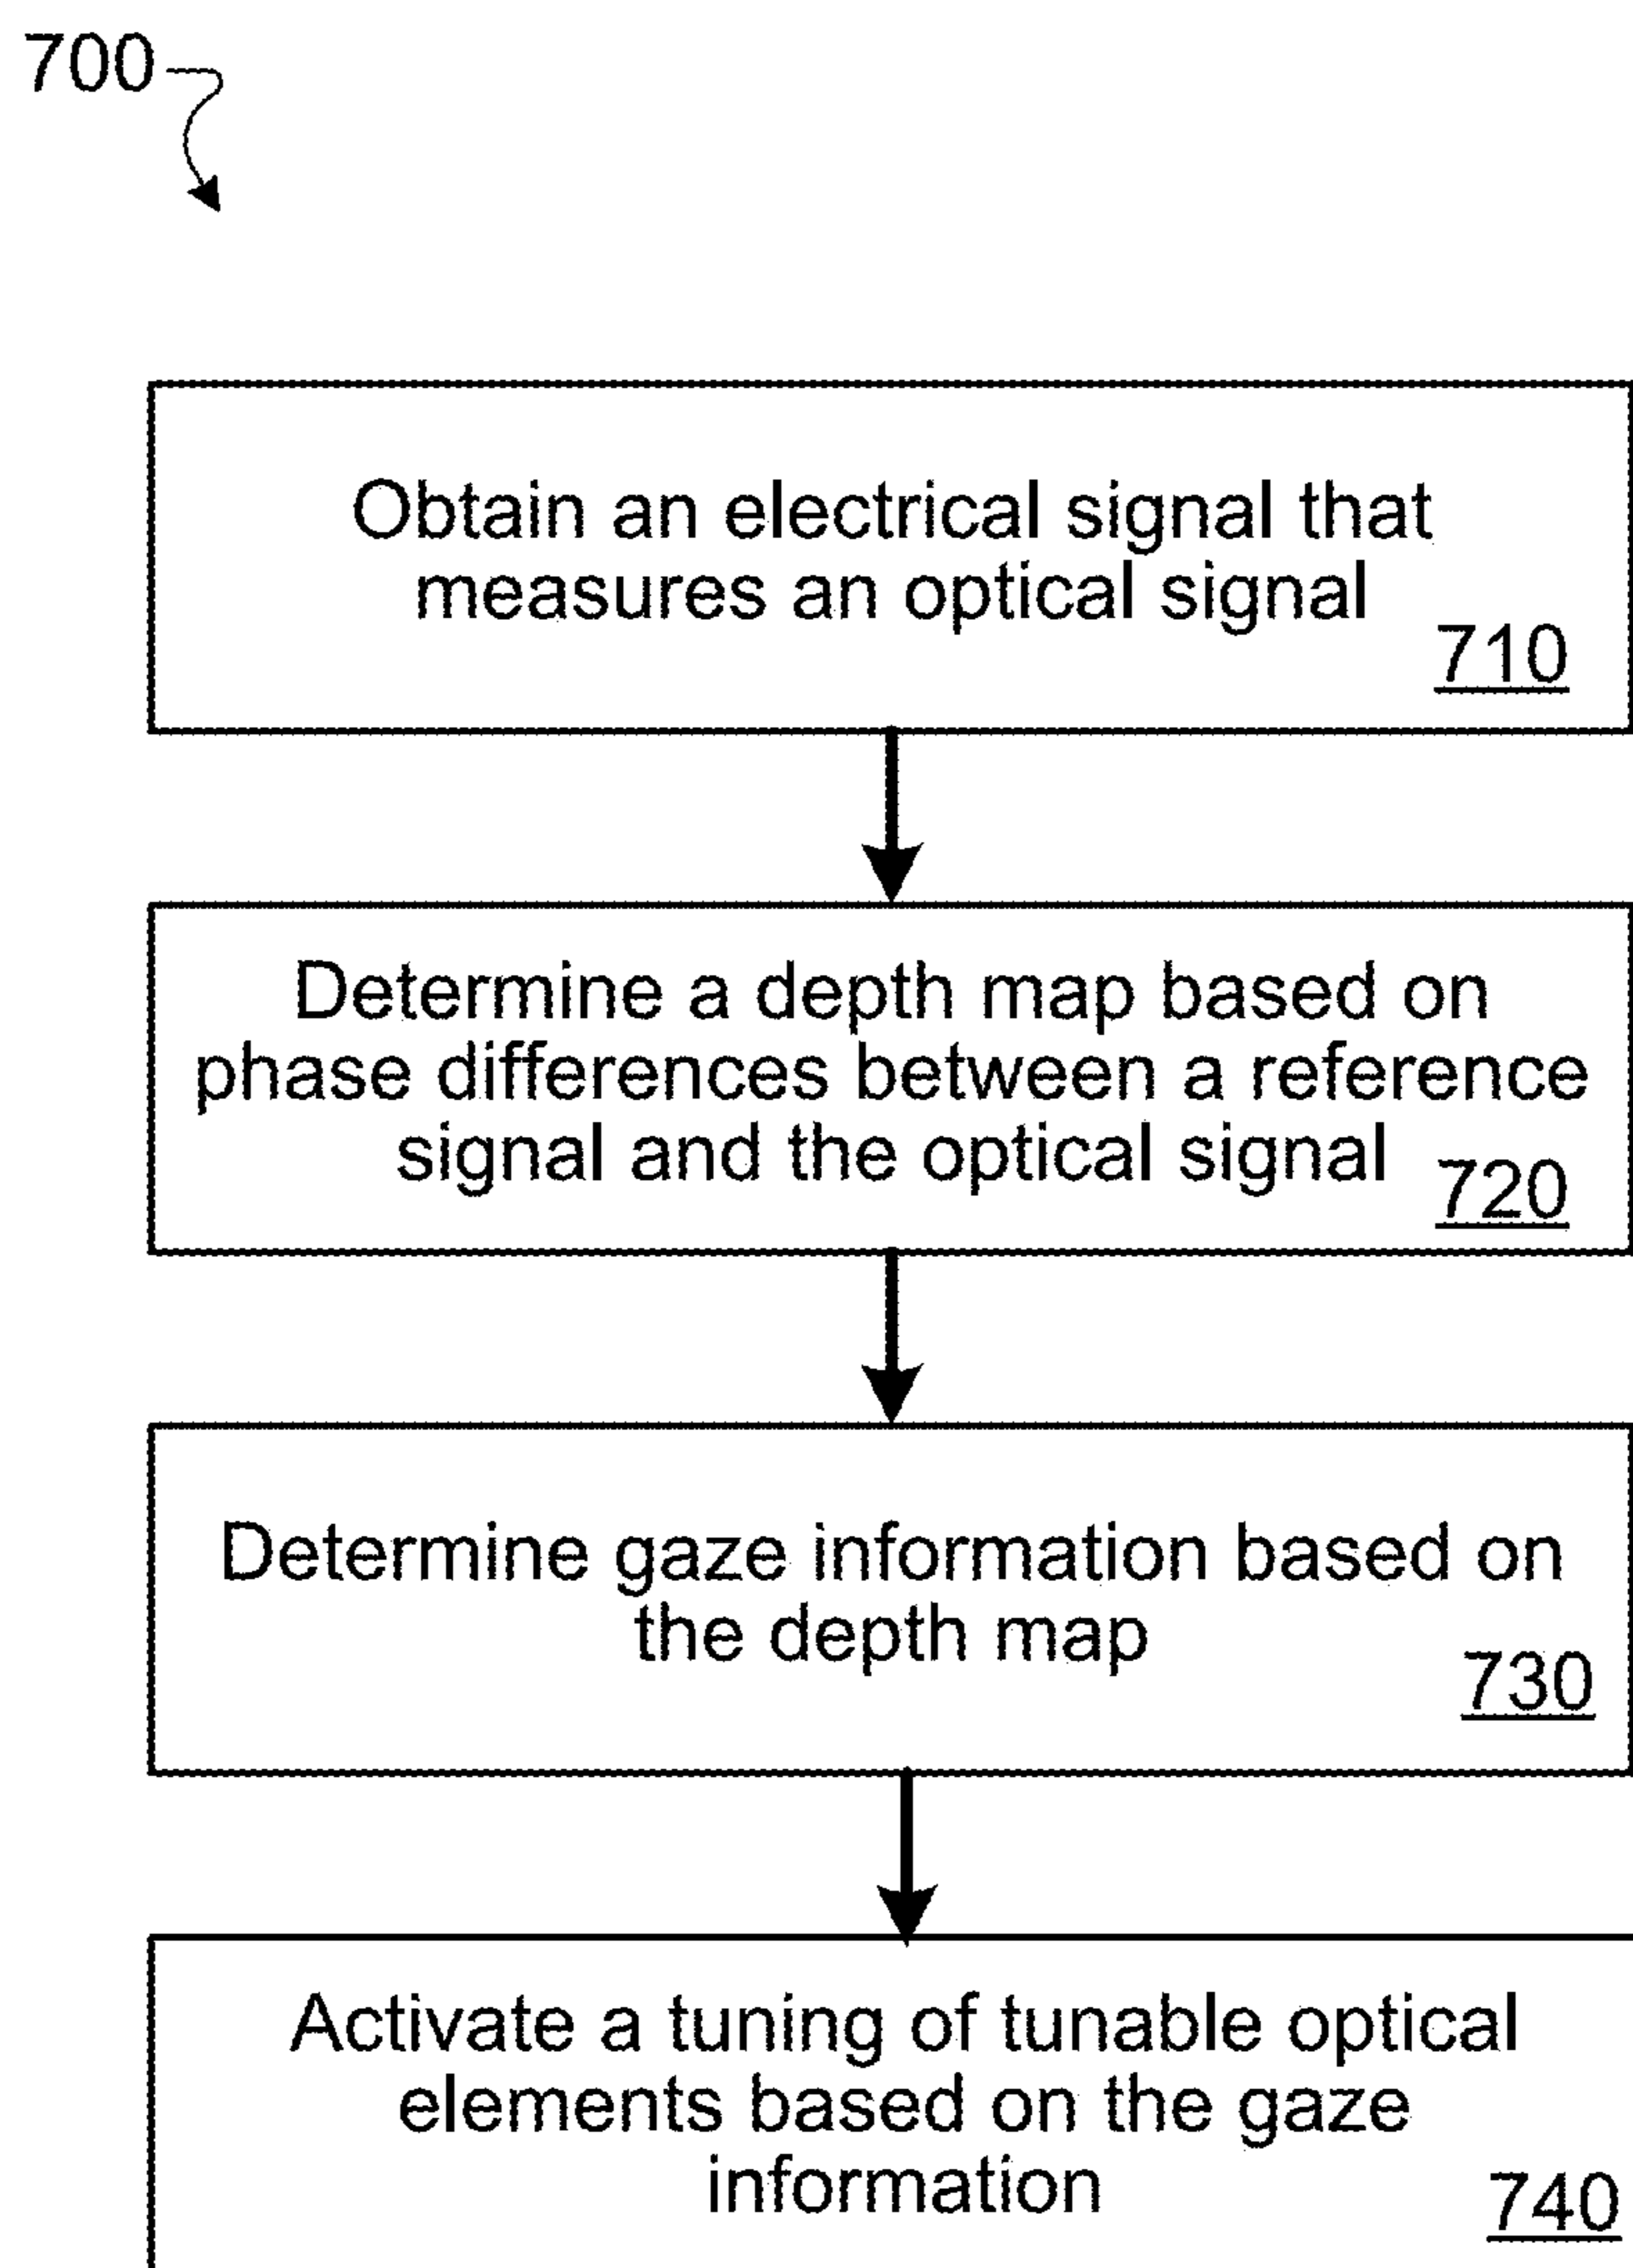 700
Obtain an electrical signal that
measures an optical signal
710
Determine a depth map based on
phase differences between a reference
signal and the optical signal
720
Determine gaze information based on
the depth map
730
Activate a tuning of tunable optical
elements based on the gaze
information
740